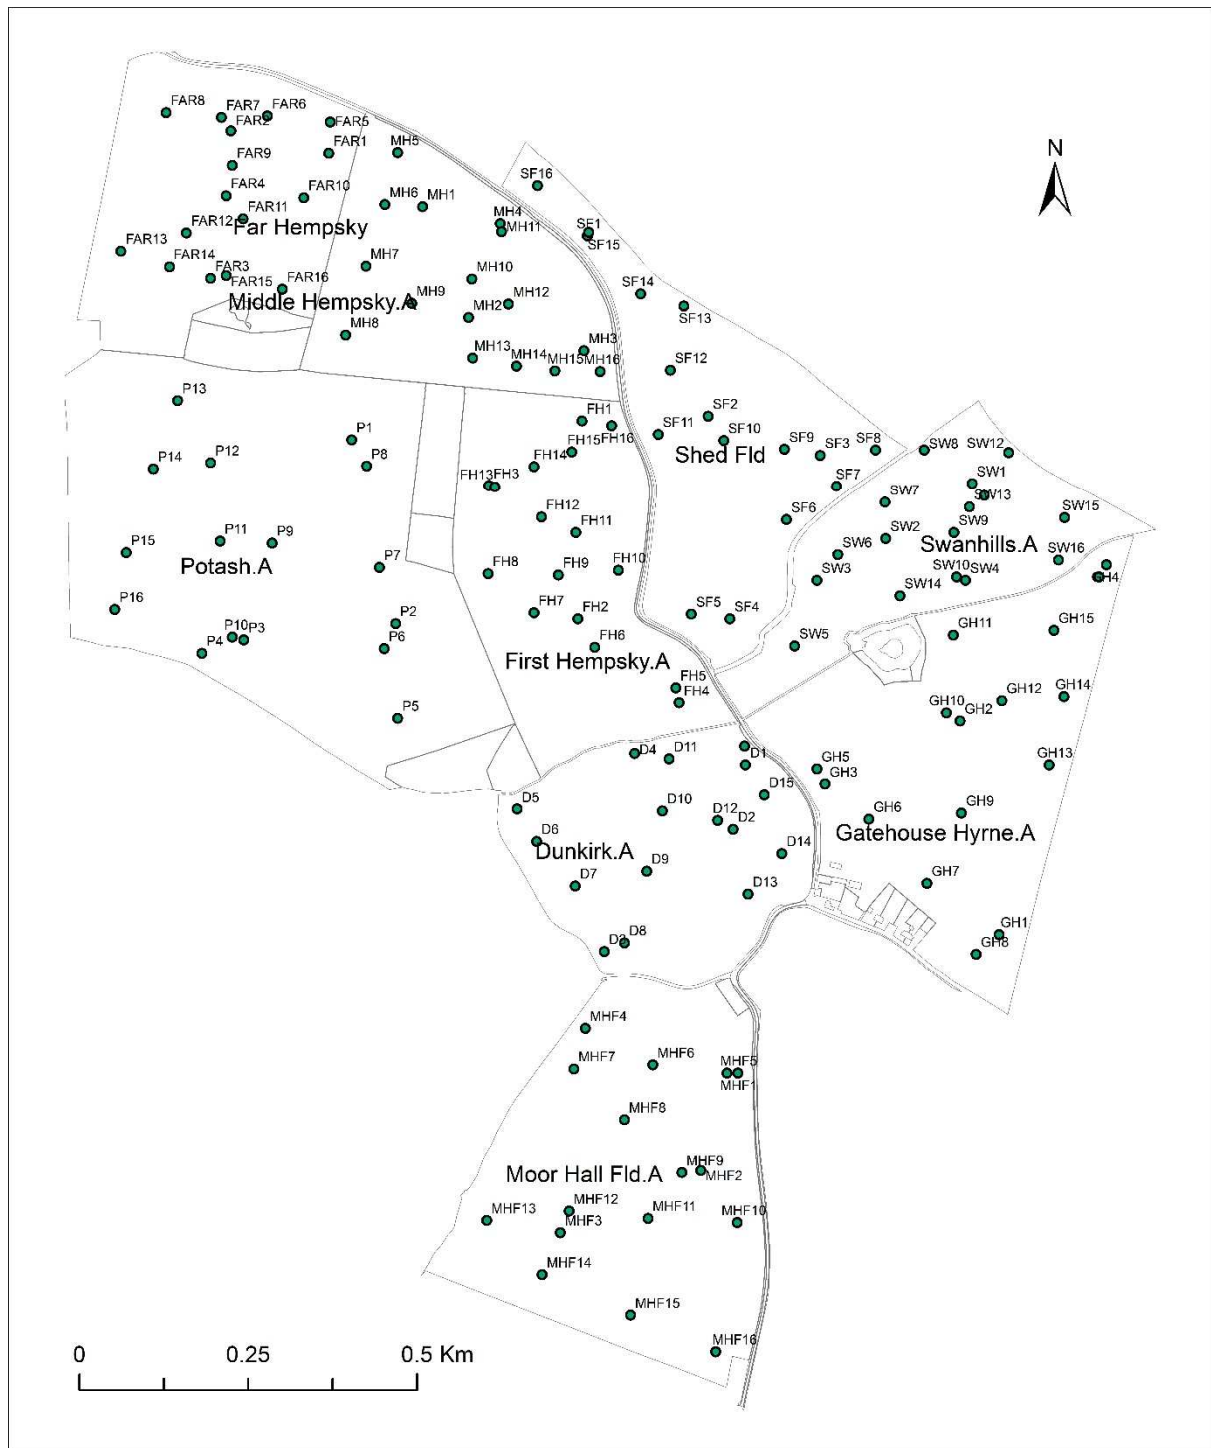 FAR8
FAR7
FAR6
FAR2
FAR5
FAR1
MH5
N
FAR9
SF16
FAR4
FAR10
MH6
MH1
FAR11
MH4
FAR12
Far Hempsky
MH11
SF1
SF15
FAR13
FAR14
MH7
FAR3
MH10
FAR15
FAR16
SF14
Middle Hempsky.A
MH9
MH12
SF13
MH2
MH8
MH3
MH13
MH14
MH15
MH16
SF12
P13
SF2
FH1
P1
SF11
SF10
FH15
FH16
SF9
SF3
SF8
SW8
SW12
Shed Fld
P14
P12
P8
FH14
FH13
FH3
SF7
SW1
SW7
SW13
FH12
SF6
SW15
FH11
SW9
P11
P9
SW2
Swanhills.A
P15
SW6
SW16
P7
FH10
Potash.A
FH8
FH9
SW3
SW10
SW4
GH4
SW14
P16
FH7
FH2
SF5
SF4
P2
P10
GH11
GH15
P3
P4
P6
FH6
SW5
First Hempsky.A
FH5
FH4
GH12
GH14
P5
GH10
GH2
D4
D11
D1
GH5
GH13
GH3
D15
D5
D10
D12
D2
GH6
GH9
D6
Gatehouse Hyrne.A
Dunkirk.A
D14
D9
D7
GH7
D13
GH1
D8
D3
GH8
MHF4
MHF7
MHF6
MHF5
MHF1
MHF8
MHF9
Moor Hall Fld.A
MHF2
MHF13
MHF12
MHF11
MHF10
MHF3
MHF14
MHF15
MHF16
0 0.25 0.5 Km